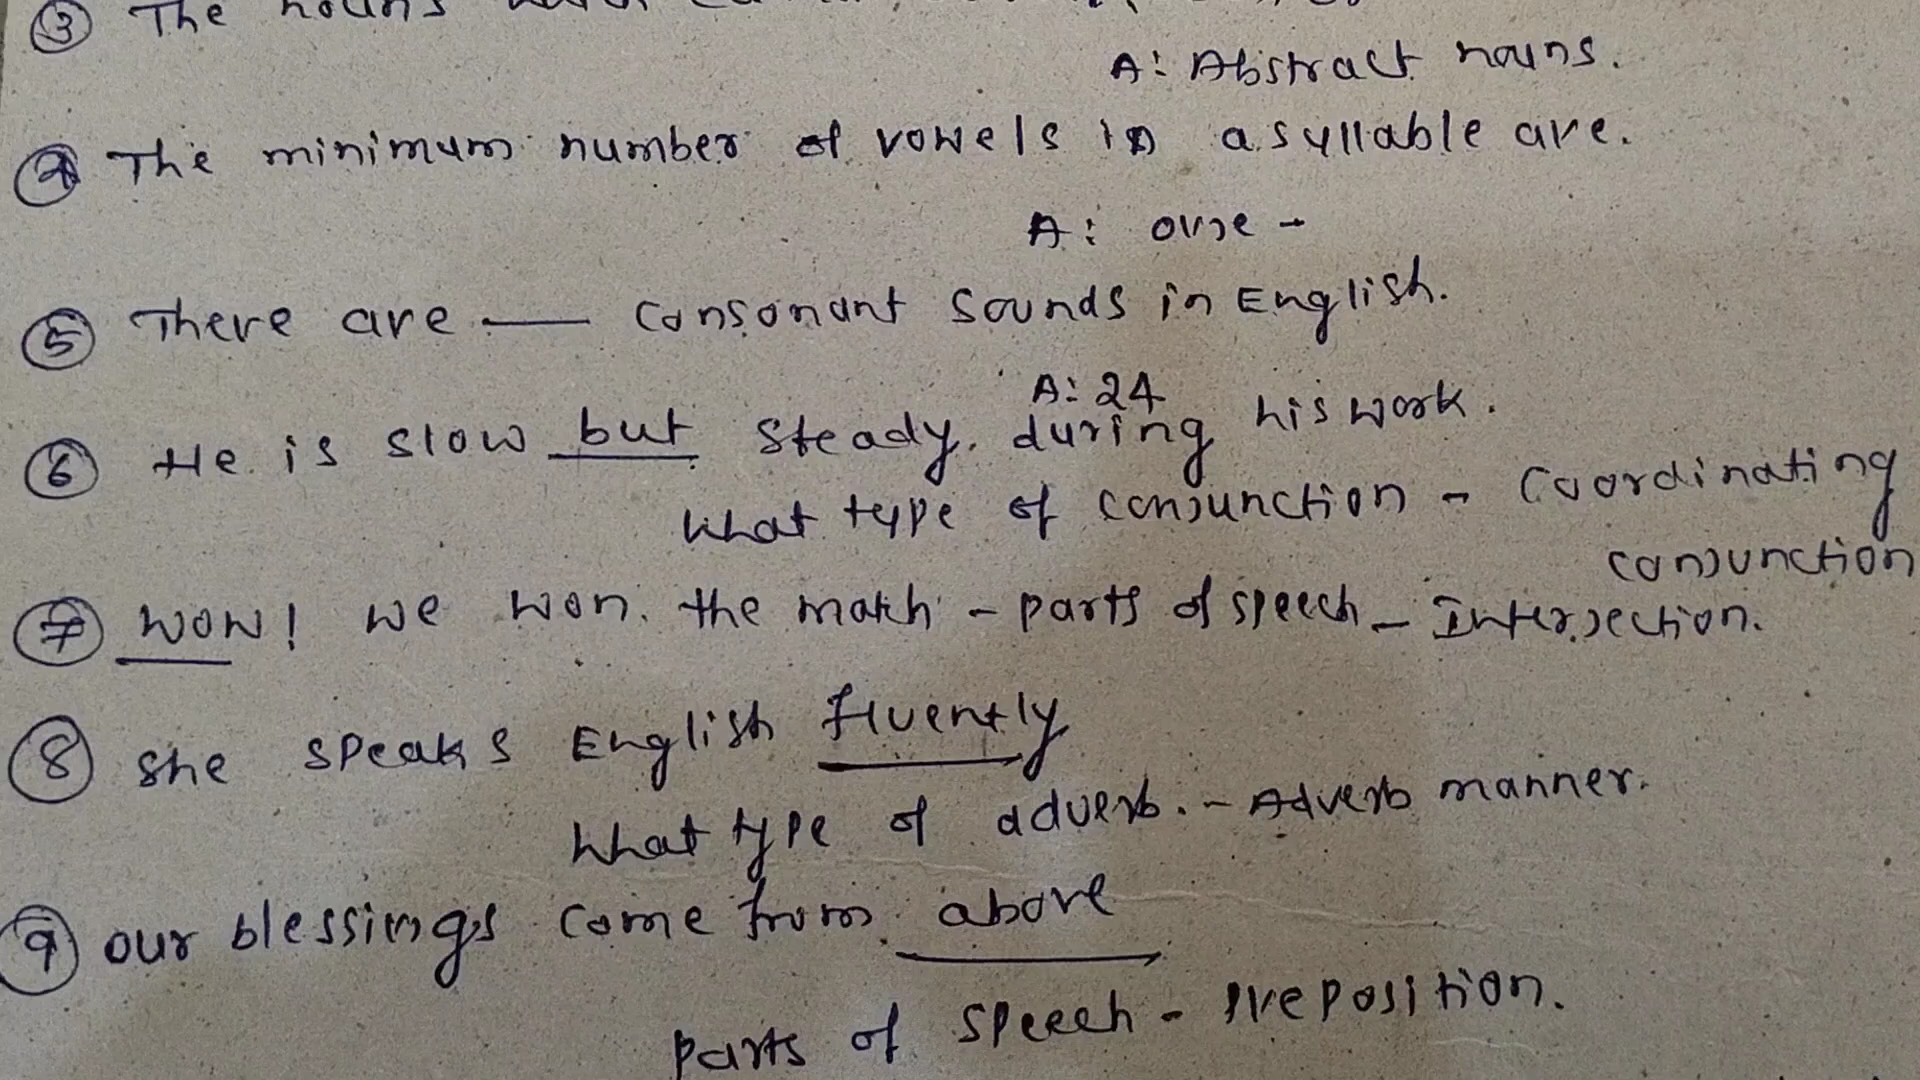 ③ The nouns
A: Abstract nouns.
④ The minimum number of vowels in a syllable are.
A: one -
⑤ There are — consonant sounds in English.
A: 24
⑥ He is slow but steady. during his work.
What type of conjunction - Coordinating
conjunction
⑦ wow! we won. the match - parts of speech - Interjection.
⑧ she speaks English fluently
What type of adverb. - Adverb manner.
⑨ our blessings come from above
parts of speech - preposition.